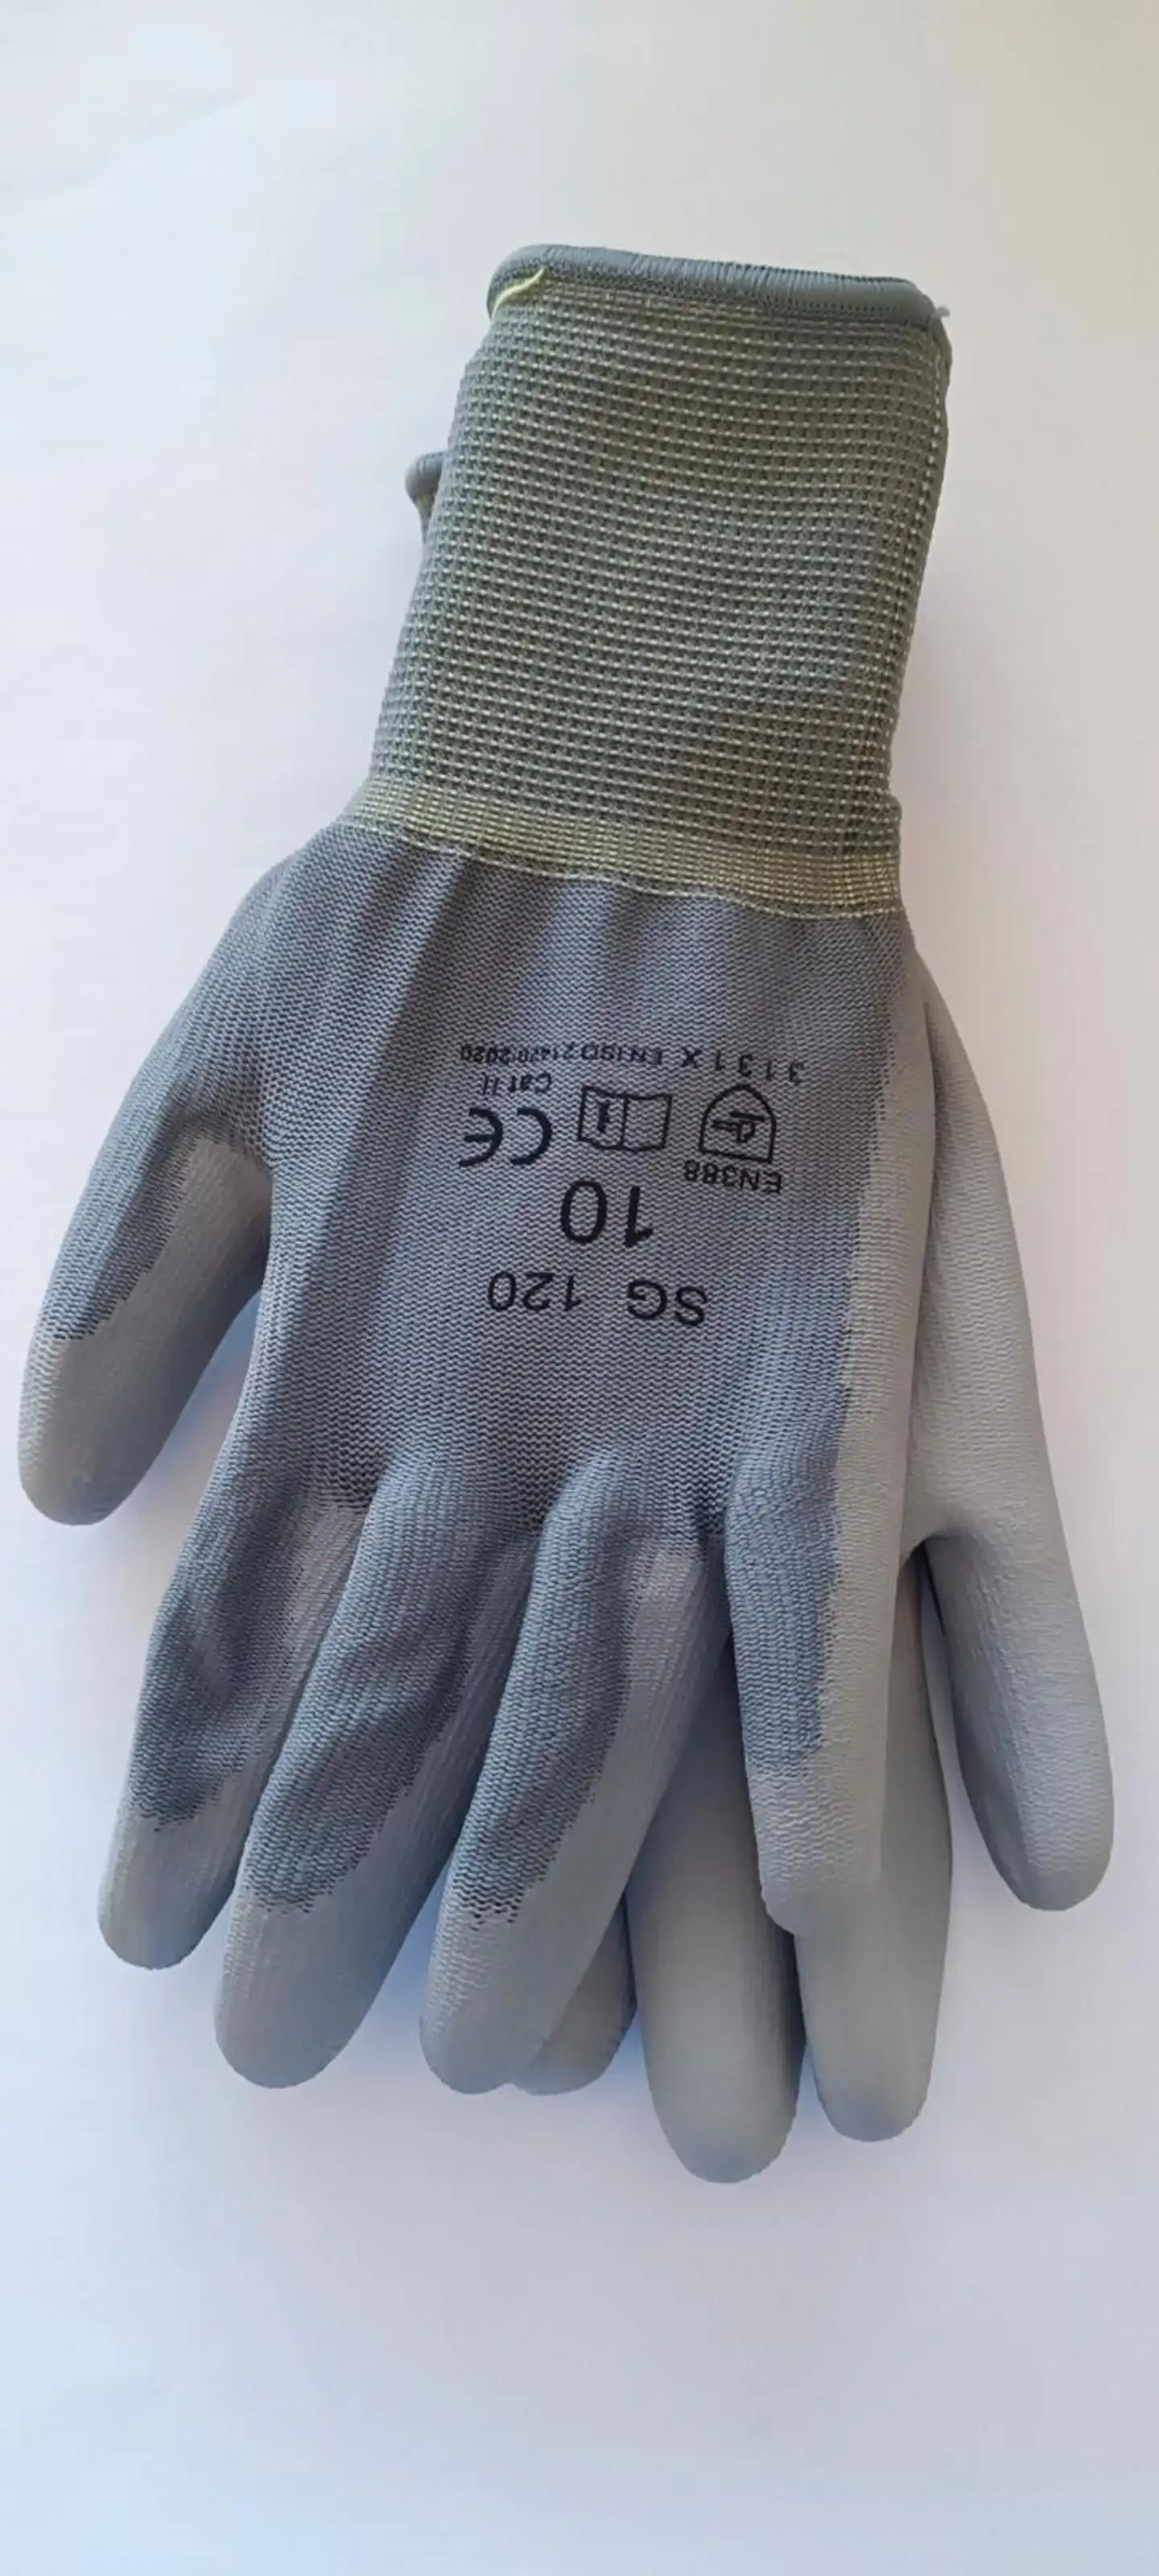 SG 120
10
EN388
CE
Cat II
3131X EN ISO 21420:2020